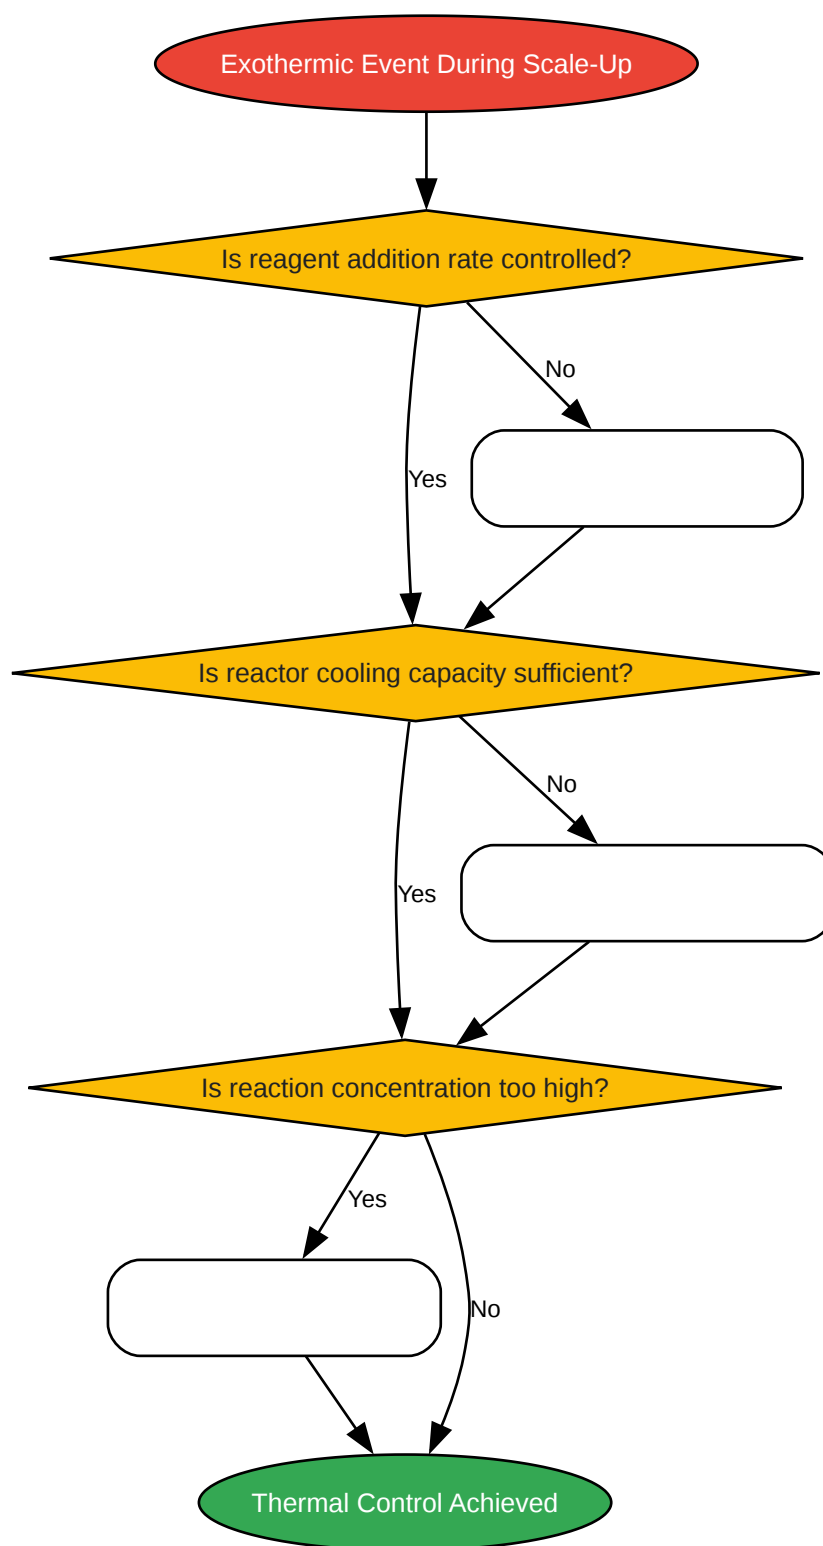 Exothermic Event During Scale-Up
Is reagent addition rate controlled?
No
Yes
Is reactor cooling capacity sufficient?
No
Yes
Is reaction concentration too high?
Yes
No
Thermal Control Achieved